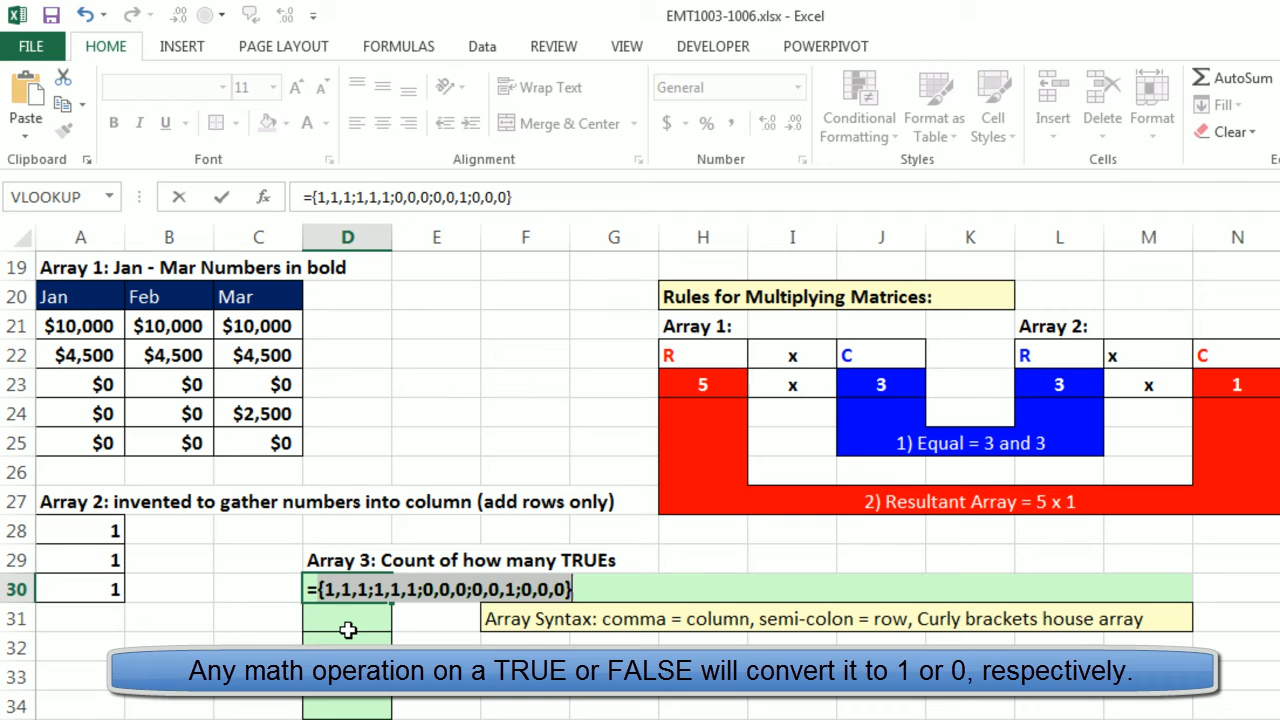 EMT1003-1006.xlsx - Excel
FILE HOME INSERT PAGE LAYOUT FORMULAS Data REVIEW VIEW DEVELOPER POWERPIVOT
Paste
Clipboard
11
B I U
Font
Wrap Text
Merge & Center
Alignment
General
$ % ,
Number
Conditional Formatting
Format as Table
Cell Styles
Styles
Insert Delete Format
Cells
AutoSum
Fill
Clear
VLOOKUP fx ={1,1,1;1,1,1;0,0,0;0,0,1;0,0,0}
A B C D E F G H I J K L M N
19 Array 1: Jan - Mar Numbers in bold
20 Jan Feb Mar Rules for Multiplying Matrices:
21 $10,000 $10,000 $10,000 Array 1: Array 2:
22 $4,500 $4,500 $4,500 R x C R x C
23 $0 $0 $0 5 x 3 3 x 1
24 $0 $0 $2,500
25 $0 $0 $0 1) Equal = 3 and 3
26
27 Array 2: invented to gather numbers into column (add rows only) 2) Resultant Array = 5 x 1
28 1
29 1 Array 3: Count of how many TRUEs
30 1 ={1,1,1;1,1,1;0,0,0;0,0,1;0,0,0}
31 Array Syntax: comma = column, semi-colon = row, Curly brackets house array
32
33
34
Any math operation on a TRUE or FALSE will convert it to 1 or 0, respectively.